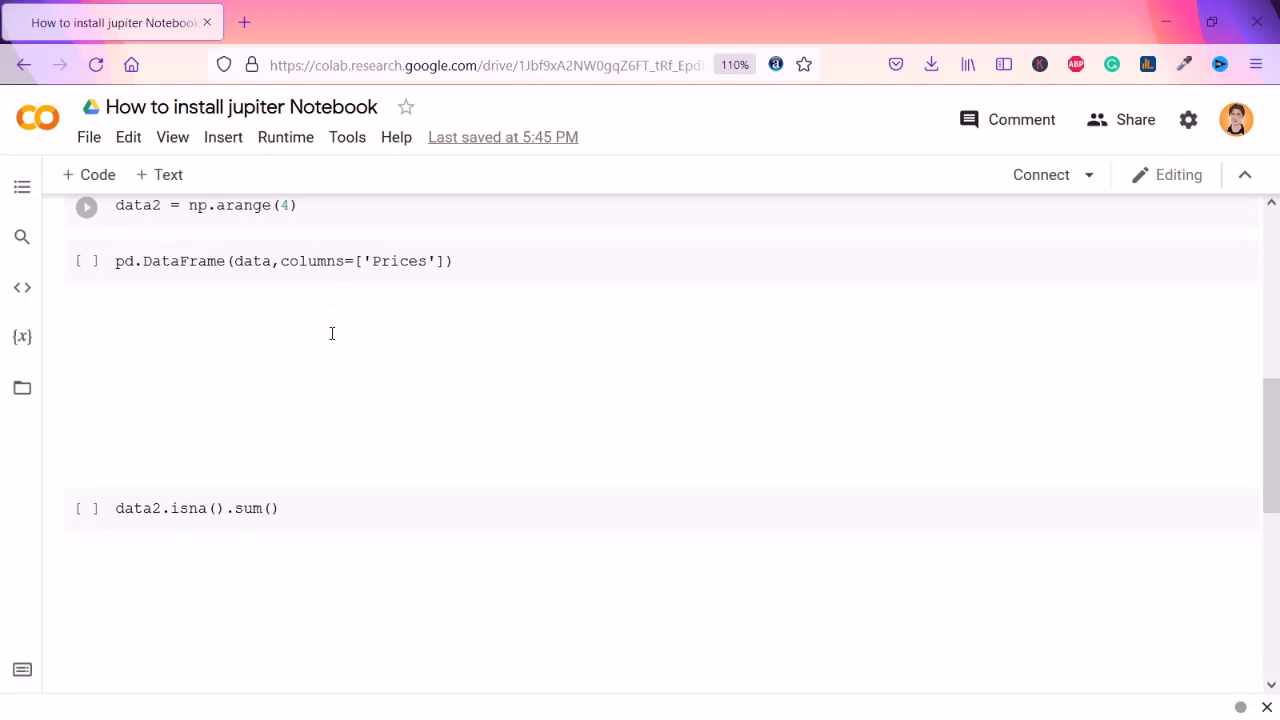 How to install jupiter Notebook
https://colab.research.google.com/drive/1Jbf9xA2NW0gqZ6FT_tRf_Epd
110%
How to install jupiter Notebook
File Edit View Insert Runtime Tools Help Last saved at 5:45 PM
Comment Share
+ Code + Text
Connect Editing
data2 = np.arange(4)
[ ] pd.DataFrame(data,columns=['Prices'])
{x}
[ ] data2.isna().sum()